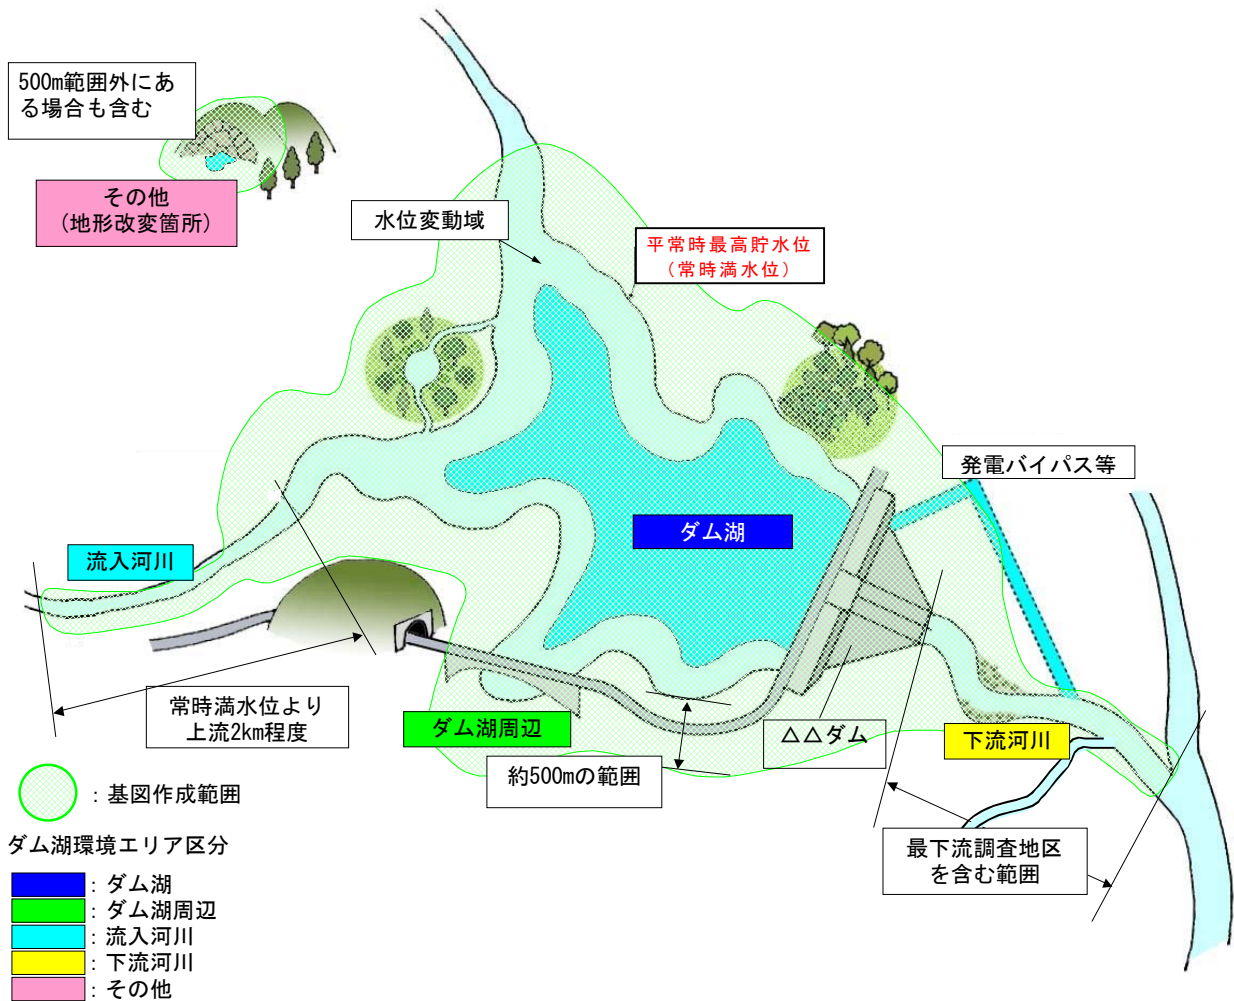 500m範囲外にあ
る場合も含む
その他
(地形改変箇所)
水位変動域
平常時最高貯水位
(常時満水位)
発電バイパス等
ダム湖
流入河川
常時満水位より
上流2km程度
ダム湖周辺
約500mの範囲
△△ダム
下流河川
最下流調査地区
を含む範囲
：基図作成範囲
ダム湖環境エリア区分
：ダム湖
：ダム湖周辺
：流入河川
：下流河川
：その他